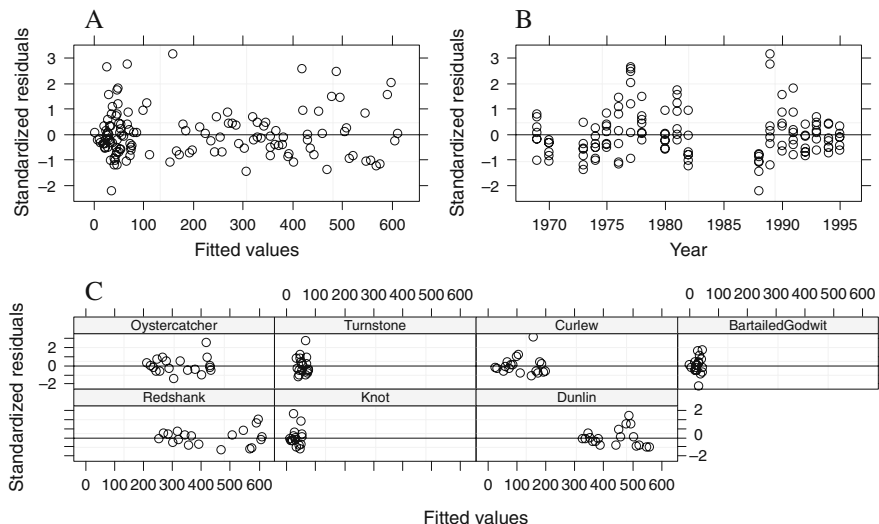 A
B
Standardized residuals
3
2
1
0
−1
−2
0 100 200 300 400 500 600
Fitted values
Standardized residuals
3
2
1
0
−1
−2
1970 1975 1980 1985 1990 1995
Year
C
0 100 200 300 400 500 600
0 100 200 300 400 500 600
Standardized residuals
Oystercatcher
Turnstone
Curlew
BartailedGodwit
2
1
0
−2
Redshank
Knot
Dunlin
2
0
−2
0 100 200 300 400 500 600
0 100 200 300 400 500 600
Fitted values